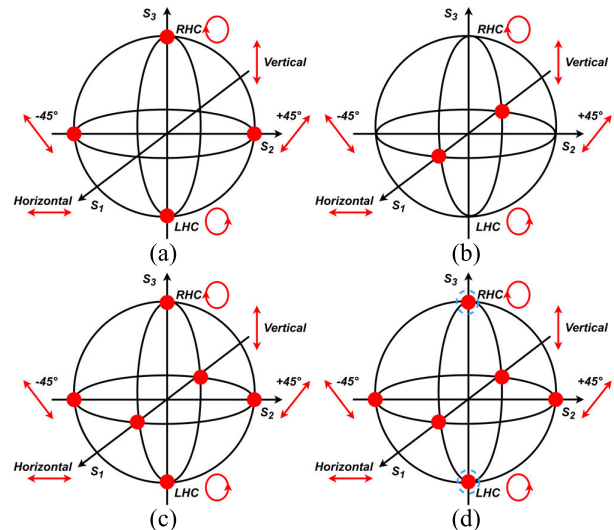 S3
RHC
Vertical
-45°
+45°
S2
Horizontal
S1
LHC
(a)
S3
RHC
Vertical
-45°
+45°
S2
Horizontal
S1
LHC
(b)
S3
RHC
Vertical
-45°
+45°
S2
Horizontal
S1
LHC
(c)
S3
RHC
Vertical
-45°
+45°
S2
Horizontal
S1
LHC
(d)